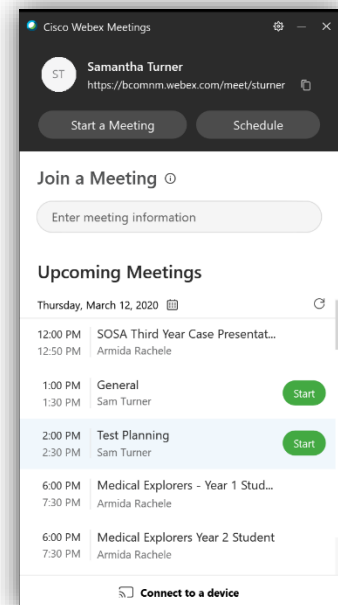 Cisco Webex Meetings
ST
Samantha Turner
https://bcomnm.webex.com/meet/sturner
Start a Meeting
Schedule
Join a Meeting
Enter meeting information
Upcoming Meetings
Thursday, March 12, 2020
12:00 PM SOSA Third Year Case Presentat...
12:50 PM Armida Rachele
1:00 PM General
1:30 PM Sam Turner
Start
2:00 PM Test Planning
2:30 PM Sam Turner
Start
6:00 PM Medical Explorers - Year 1 Stud...
7:30 PM Armida Rachele
6:00 PM Medical Explorers Year 2 Student
7:30 PM Armida Rachele
Connect to a device